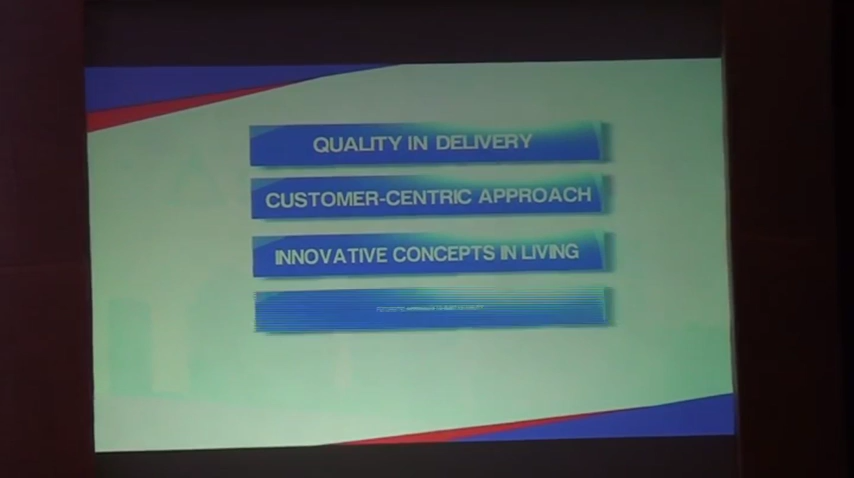 QUALITY IN DELIVERY
CUSTOMER-CENTRIC APPROACH
INNOVATIVE CONCEPTS IN LIVING